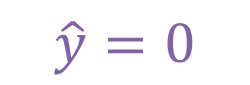 ŷ = 0